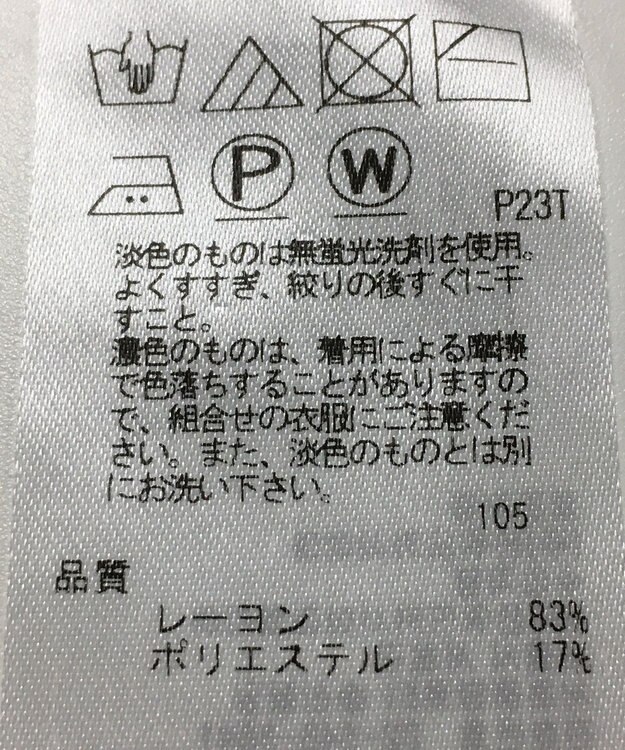 P W
P23T
淡色のものは無蛍光洗剤を使用。
よくすすぎ、絞りの後すぐに干
すこと。
濃色のものは、着用による摩擦
で色落ちすることがありますの
で、組合せの衣服にご注意くだ
さい。また、淡色のものとは別
にお洗い下さい。
105
品質
レーヨン 83%
ポリエステル 17%